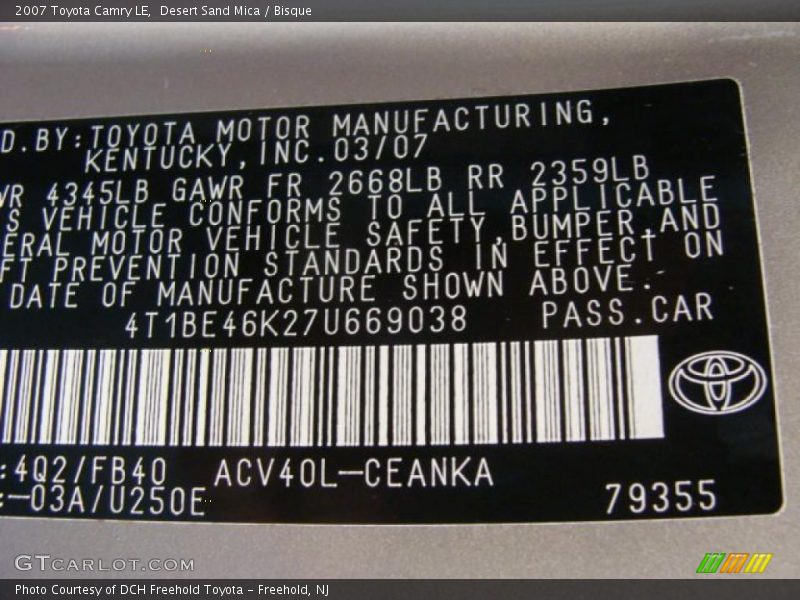 2007 Toyota Camry LE,  Desert Sand Mica / Bisque
D.BY:TOYOTA MOTOR MANUFACTURING,
KENTUCKY,INC.03/07
WR 4345LB GAWR FR 2668LB RR 2359LB
S VEHICLE CONFORMS TO ALL APPLICABLE
ERAL MOTOR VEHICLE SAFETY,BUMPER,AND
FT PREVENTION STANDARDS IN EFFECT ON
DATE OF MANUFACTURE SHOWN ABOVE.
4T1BE46K27U669038 PASS.CAR
:4Q2/FB40 ACV40L-CEANKA
:-03A/U250E
79355
GTCARLOT.COM
Photo Courtesy of DCH Freehold Toyota - Freehold, NJ